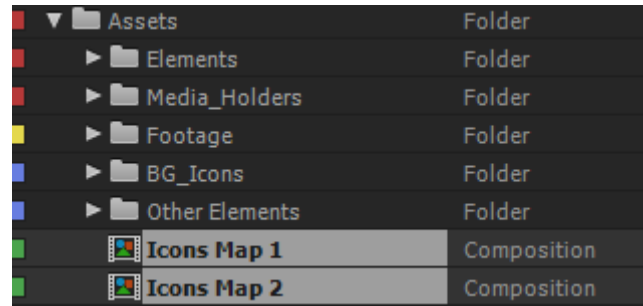 Assets Folder
Elements Folder
Media_Holders Folder
Footage Folder
BG_Icons Folder
Other Elements Folder
Icons Map 1 Composition
Icons Map 2 Composition